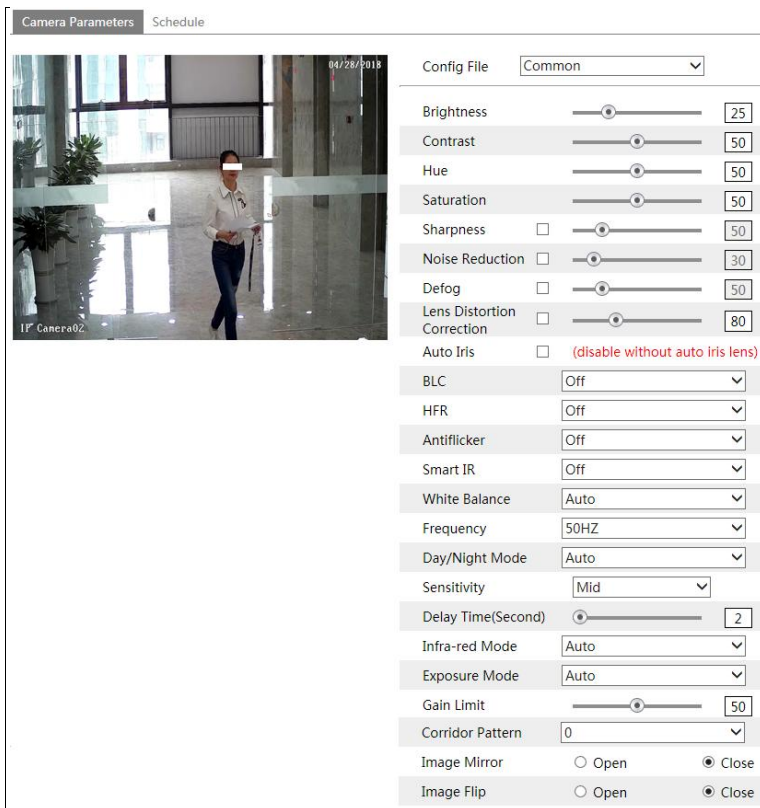 Camera Parameters Schedule
04/28/2018
IP Camera02
Config File Common
Brightness 25
Contrast 50
Hue 50
Saturation 50
Sharpness 50
Noise Reduction 30
Defog 50
Lens Distortion
Correction 80
Auto Iris (disable without auto iris lens)
BLC Off
HFR Off
Antiflicker Off
Smart IR Off
White Balance Auto
Frequency 50HZ
Day/Night Mode Auto
Sensitivity Mid
Delay Time(Second) 2
Infra-red Mode Auto
Exposure Mode Auto
Gain Limit 50
Corridor Pattern 0
Image Mirror Open Close
Image Flip Open Close